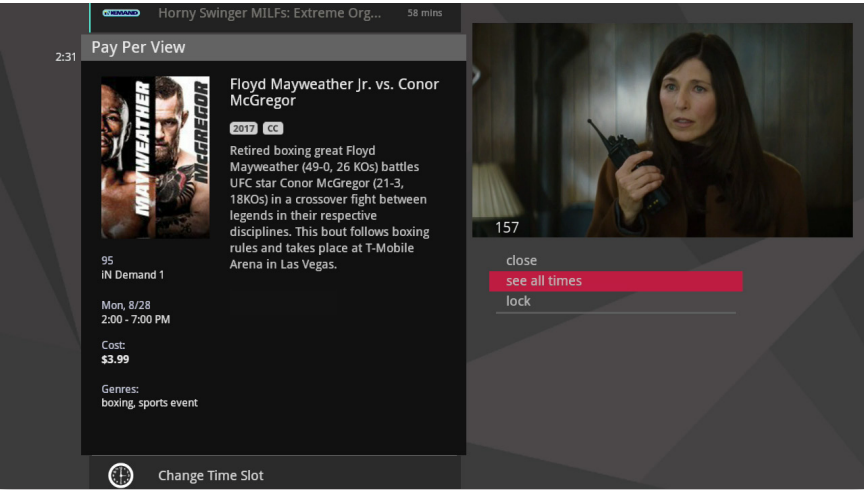 iN DEMAND Horny Swinger MILFs: Extreme Org... 58 mins
2:31
Pay Per View
MAYWEATHER
McGREGOR
Floyd Mayweather Jr. vs. Conor
McGregor
2017 CC
Retired boxing great Floyd
Mayweather (49-0, 26 KOs) battles
UFC star Conor McGregor (21-3,
18KOs) in a crossover fight between
legends in their respective
disciplines. This bout follows boxing
rules and takes place at T-Mobile
Arena in Las Vegas.
95
iN Demand 1
Mon, 8/28
2:00 - 7:00 PM
Cost:
$3.99
Genres:
boxing, sports event
Change Time Slot
157
close
see all times
lock